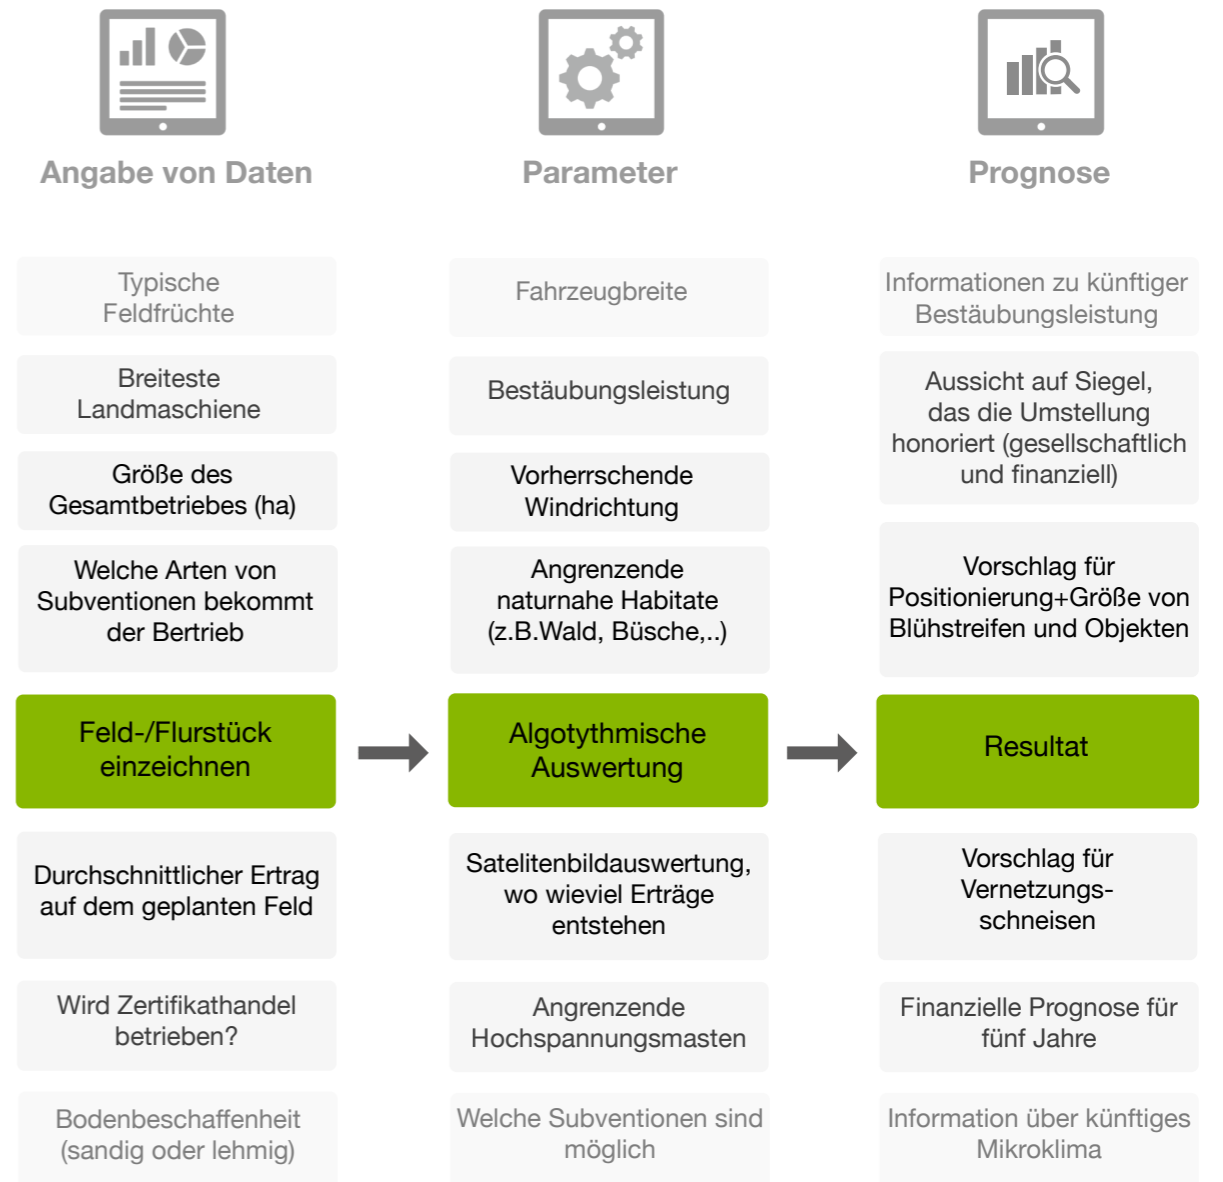 Angabe von Daten
Typische
Feldfrüchte
Breiteste
Landmaschiene
Größe des
Gesamtbetriebes (ha)
Welche Arten von
Subventionen bekommt
der Bertrieb
Feld-/Flurstück
einzeichnen
Durchschnittlicher Ertrag
auf dem geplanten Feld
Wird Zertifikathandel
betrieben?
Bodenbeschaffenheit
(sandig oder lehmig)
Parameter
Fahrzeugbreite
Bestäubungsleistung
Vorherrschende
Windrichtung
Angrenzende
naturnahe Habitate
(z.B.Wald, Büsche,..)
Algotythmische
Auswertung
Satelitenbildauswertung,
wo wieviel Erträge
entstehen
Angrenzende
Hochspannungsmasten
Welche Subventionen sind
möglich
Prognose
Informationen zu künftiger
Bestäubungsleistung
Aussicht auf Siegel,
das die Umstellung
honoriert (gesellschaftlich
und finanziell)
Vorschlag für
Positionierung+Größe von
Blühstreifen und Objekten
Resultat
Vorschlag für
Vernetzungs-
schneisen
Finanzielle Prognose für
fünf Jahre
Information über künftiges
Mikroklima